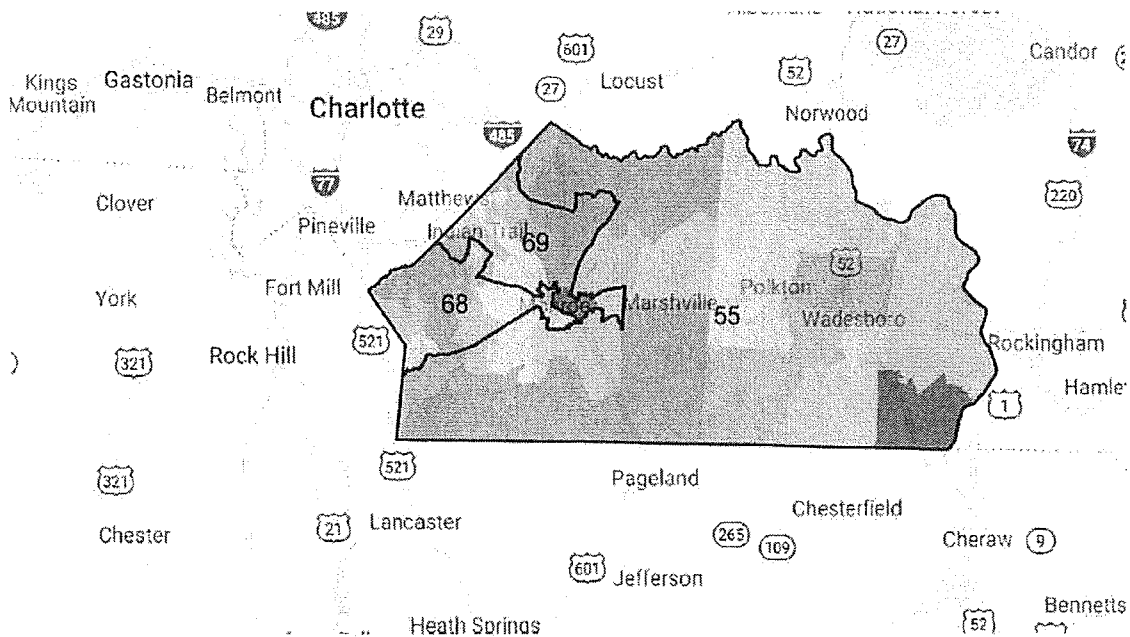 485
29
601
27
Candor
Kings
Mountain
Gastonia
Belmont
27
Locust
52
Charlotte
Norwood
485
77
Matthews
220
Clover
Pineville
Indian Trail
69
52
Fort Mill
York
68
Marshville
Polkton
55
Wadesboro
521
Rock Hill
321
Rockingham
1
521
Pageland
321
Chester
21
Lancaster
Chesterfield
265
109
Cheraw
9
601
Jefferson
Heath Springs
52
Bennetts